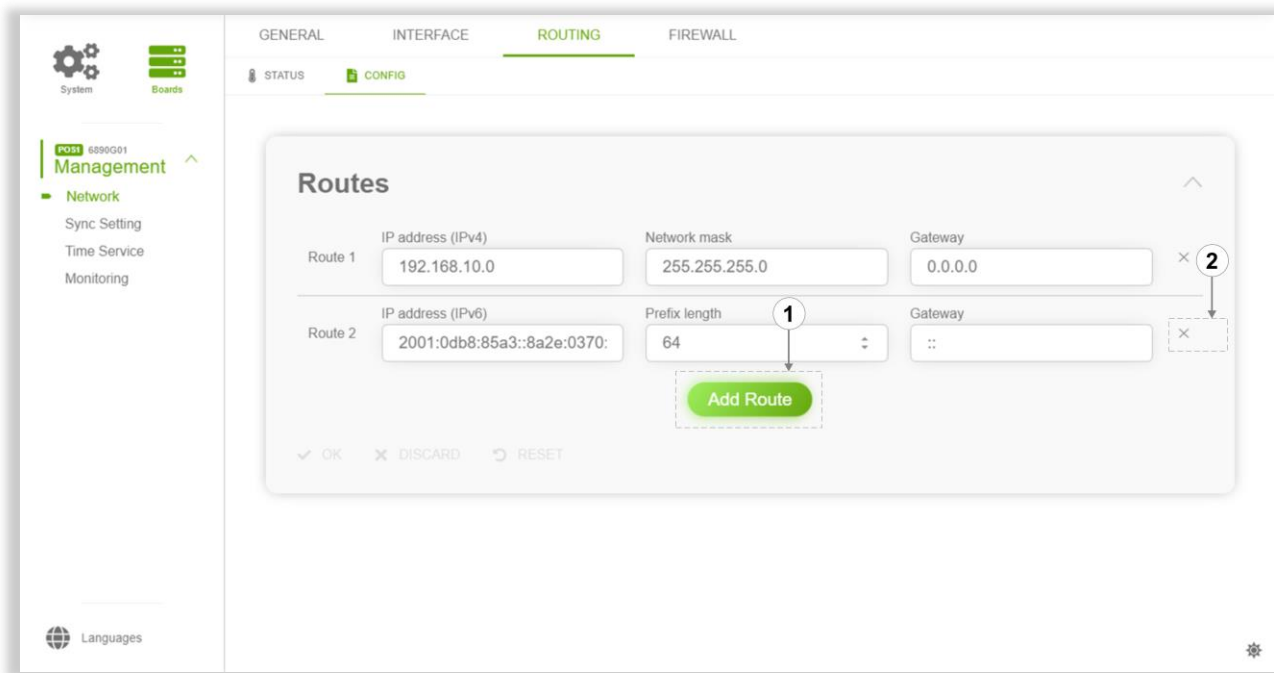 GENERAL INTERFACE ROUTING FIREWALL
System Boards
STATUS CONFIG
POS1 6890G01
Management
Network
Sync Setting
Time Service
Monitoring
Routes
IP address (IPv4) Network mask Gateway
Route 1 192.168.10.0 255.255.255.0 0.0.0.0
2
IP address (IPv6) Prefix length Gateway
1
Route 2 2001:0db8:85a3::8a2e:0370: 64 ::
Add Route
OK DISCARD RESET
Languages